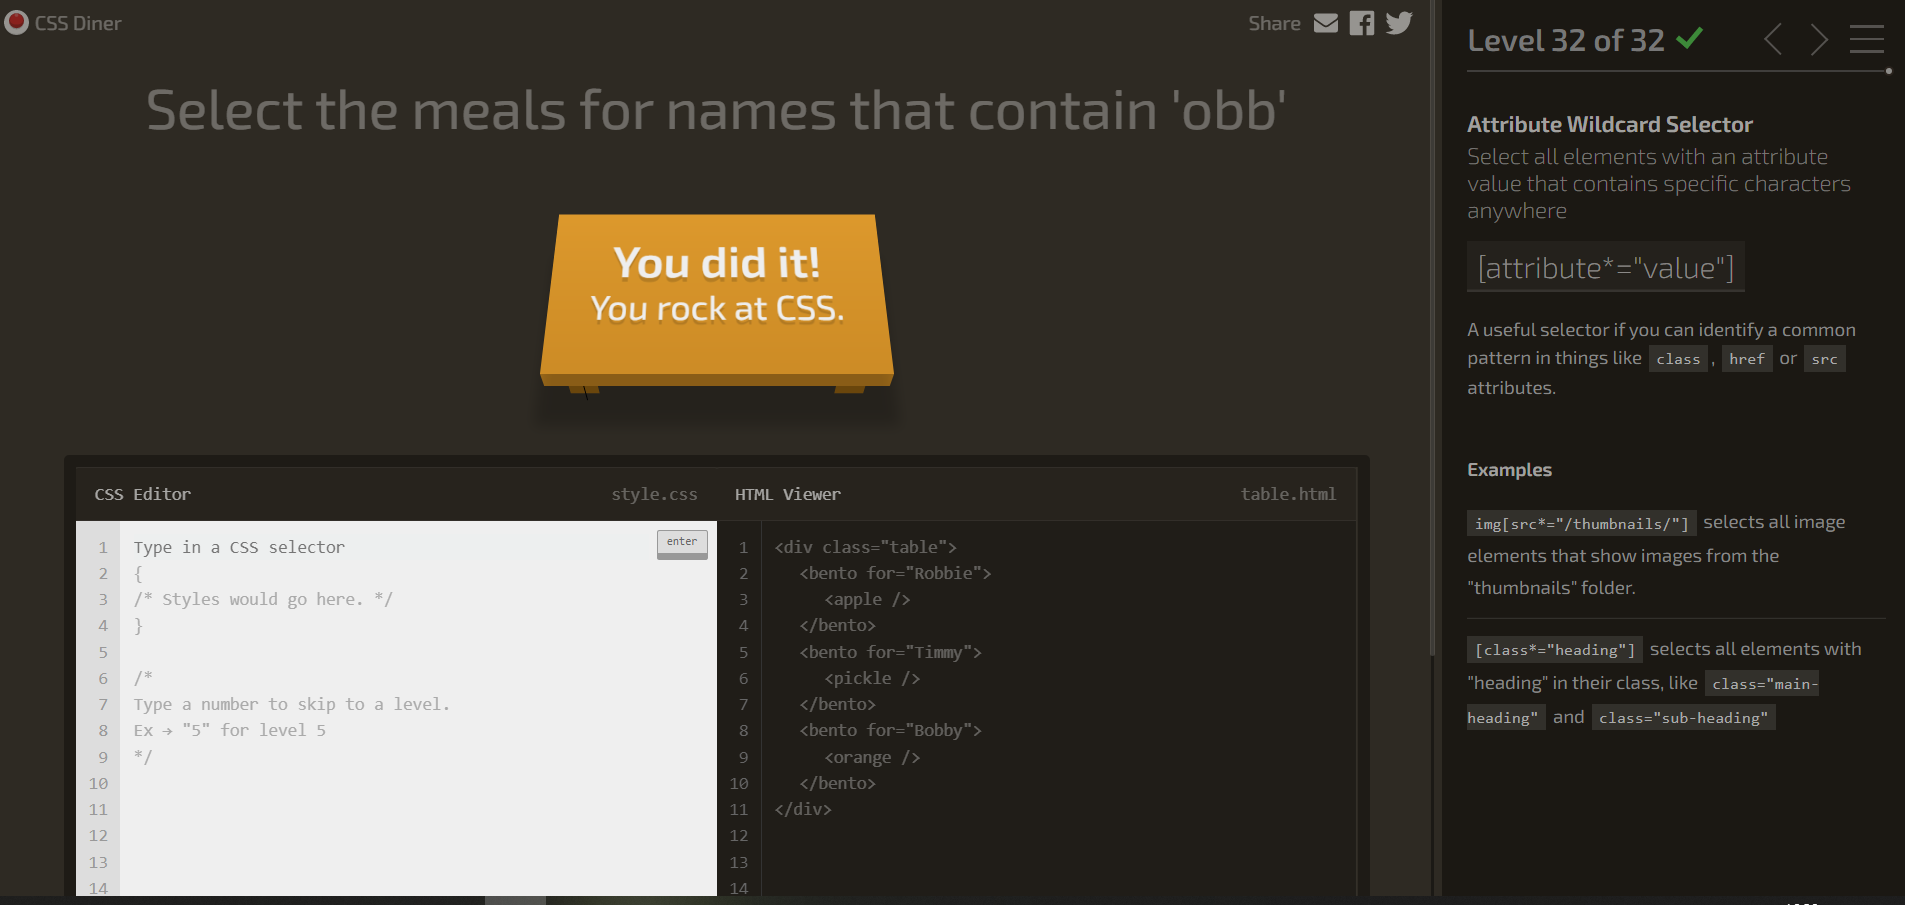 CSS Diner
Share
Select the meals for names that contain 'obb'
You did it!
You rock at CSS.
CSS Editor
style.css
HTML Viewer
table.html
1 Type in a CSS selector
enter
2 {
3 /* Styles would go here. */
4 }
5
6 /*
7 Type a number to skip to a level.
8 Ex → "5" for level 5
9 */
10
11
12
13
14
1 <div class="table">
2 <bento for="Robbie">
3 <apple />
4 </bento>
5 <bento for="Timmy">
6 <pickle />
7 </bento>
8 <bento for="Bobby">
9 <orange />
10 </bento>
11 </div>
12
13
14
Level 32 of 32
Attribute Wildcard Selector
Select all elements with an attribute
value that contains specific characters
anywhere
[attribute*="value"]
A useful selector if you can identify a common
pattern in things like class , href or src
attributes.
Examples
img[src*="/thumbnails/"] selects all image
elements that show images from the
"thumbnails" folder.
[class*="heading"] selects all elements with
"heading" in their class, like class="main-
heading" and class="sub-heading"